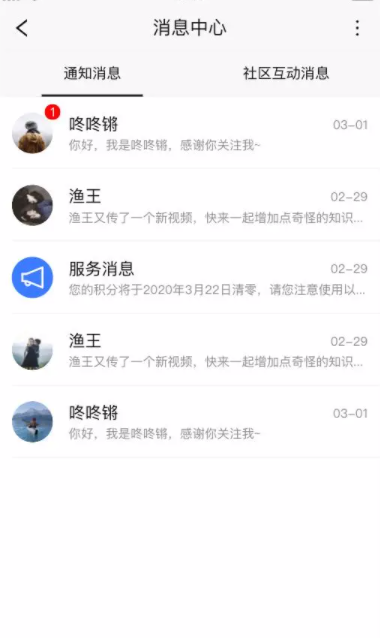 消息中心
通知消息 社区互动消息
1
咚咚锵 03-01
你好，我是咚咚锵，感谢你关注我~
渔王 02-29
渔王又传了一个新视频，快来一起增加点奇怪的知识...
服务消息 02-29
您的积分将于2020年3月22日清零，请您注意使用以...
渔王 02-29
渔王又传了一个新视频，快来一起增加点奇怪的知识...
咚咚锵 03-01
你好，我是咚咚锵，感谢你关注我~